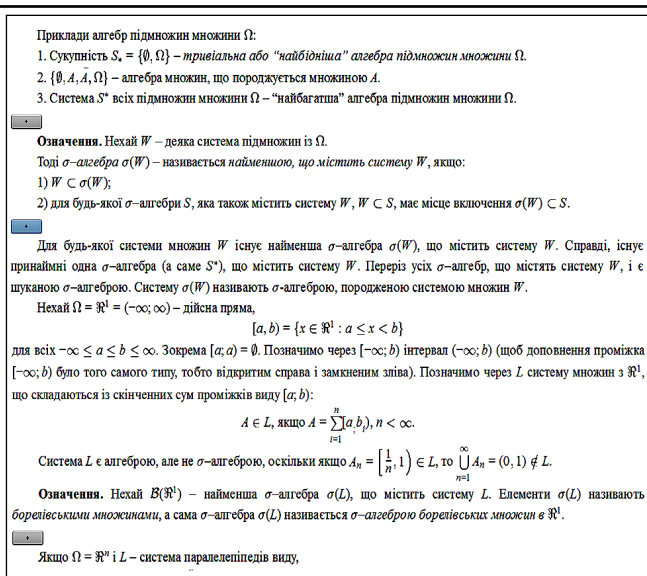 Приклади алгебр підмножин множини Ω:
1. Сукупність S⁎ = {∅, Ω} – тривіальна або “найбідніша” алгебра підмножин множини Ω.
2. {∅, A, Ā, Ω} – алгебра множин, що породжується множиною A.
3. Система S* всіх підмножин множини Ω – “найбагатша” алгебра підмножин множини Ω.
Означення. Нехай W – деяка система підмножин із Ω.
Тоді σ–алгебра σ(W) – називається найменшою, що містить систему W, якщо:
1) W ⊂ σ(W);
2) для будь-якої σ–алгебри S, яка також містить систему W, W ⊂ S, має місце включення σ(W) ⊂ S.
Для будь-якої системи множин W існує найменша σ–алгебра σ(W), що містить систему W. Справді, існує
принаймні одна σ–алгебра (а саме S*), що містить систему W. Переріз усіх σ–алгебр, що містять систему W, і є
шуканою σ–алгеброю. Систему σ(W) називають σ-алгеброю, породженою системою множин W.
Нехай Ω = ℜ¹ = (−∞; ∞) – дійсна пряма,
[a, b) = {x ∈ ℜ¹ : a ≤ x < b}
для всіх −∞ ≤ a ≤ b ≤ ∞. Зокрема [a; a) = ∅. Позначимо через [−∞; b) інтервал (−∞; b) (щоб доповнення проміжка
[−∞; b) було того самого типу, тобто відкритим справа і замкненим зліва). Позначимо через L систему множин з ℜ¹,
що складаються із скінченних сум проміжків виду [a; b):
A ∈ L, якщо A = ∑ⁿᵢ₌₁[aᵢ, bᵢ), n < ∞.
Система L є алгеброю, але не σ–алгеброю, оскільки якщо Aₙ = [1/n, 1) ∈ L, то ⋃^∞ₙ₌₁ Aₙ = (0, 1) ∉ L.
Означення. Нехай ℬ(ℜ¹) – найменша σ–алгебра σ(L), що містить систему L. Елементи σ(L) називають
борелівськими множинами, а сама σ–алгебра σ(L) називається σ–алгеброю борелівських множин в ℜ¹.
Якщо Ω = ℜⁿ і L – система паралелепіпедів виду,